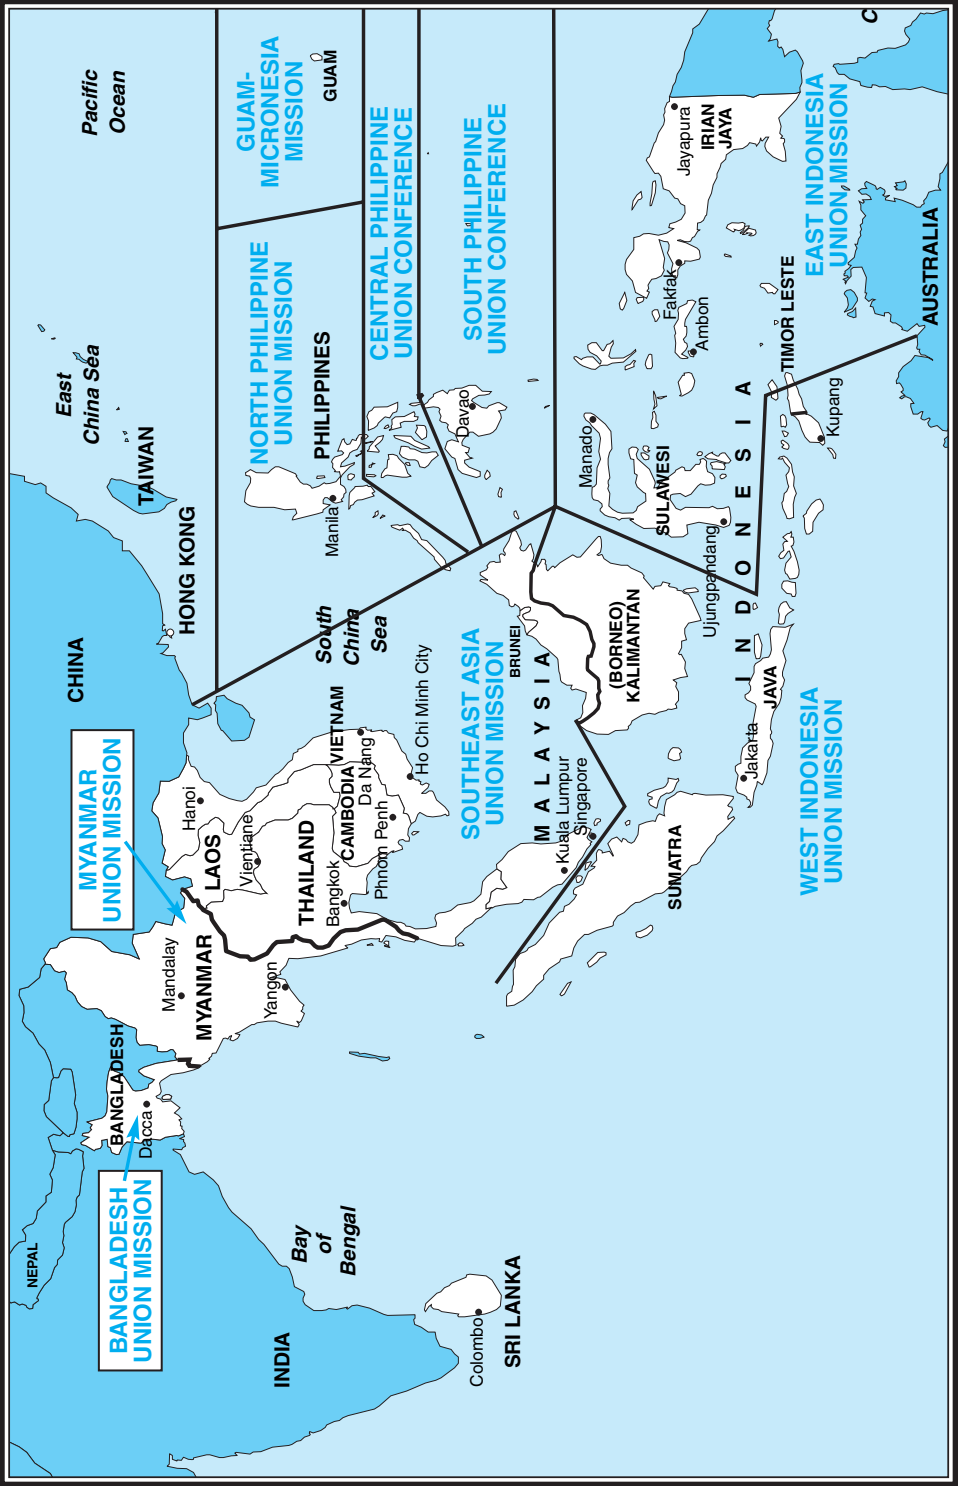 Pacific
Ocean
East
China Sea
CHINA
TAIWAN
HONG KONG
GUAM-
MICRONESIA
MISSION
GUAM
NORTH PHILIPPINE
UNION MISSION
PHILIPPINES
Manila
CENTRAL PHILIPPINE
UNION CONFERENCE
SOUTH PHILIPPINE
UNION CONFERENCE
Davao
South
China
Sea
MYANMAR
UNION MISSION
BANGLADESH
UNION MISSION
NEPAL
BANGLADESH
Dacca
INDIA
Bay
of
Bengal
Colombo
SRI LANKA
Mandalay
MYANMAR
Yangon
Hanoi
LAOS
Vientiane
THAILAND
Bangkok
VIETNAM
CAMBODIA
Da Nang
Phnom Penh
Ho Chi Minh City
SOUTHEAST ASIA
UNION MISSION
BRUNEI
MALAYSIA
Kuala Lumpur
Singapore
(BORNEO)
KALIMANTAN
SUMATRA
INDONESIA
Jakarta
JAVA
WEST INDONESIA
UNION MISSION
Manado
SULAWESI
Ujungpandang
Fakfak
Ambon
Jayapura
IRIAN
JAYA
TIMOR LESTE
Kupang
EAST INDONESIA
UNION MISSION
AUSTRALIA
C